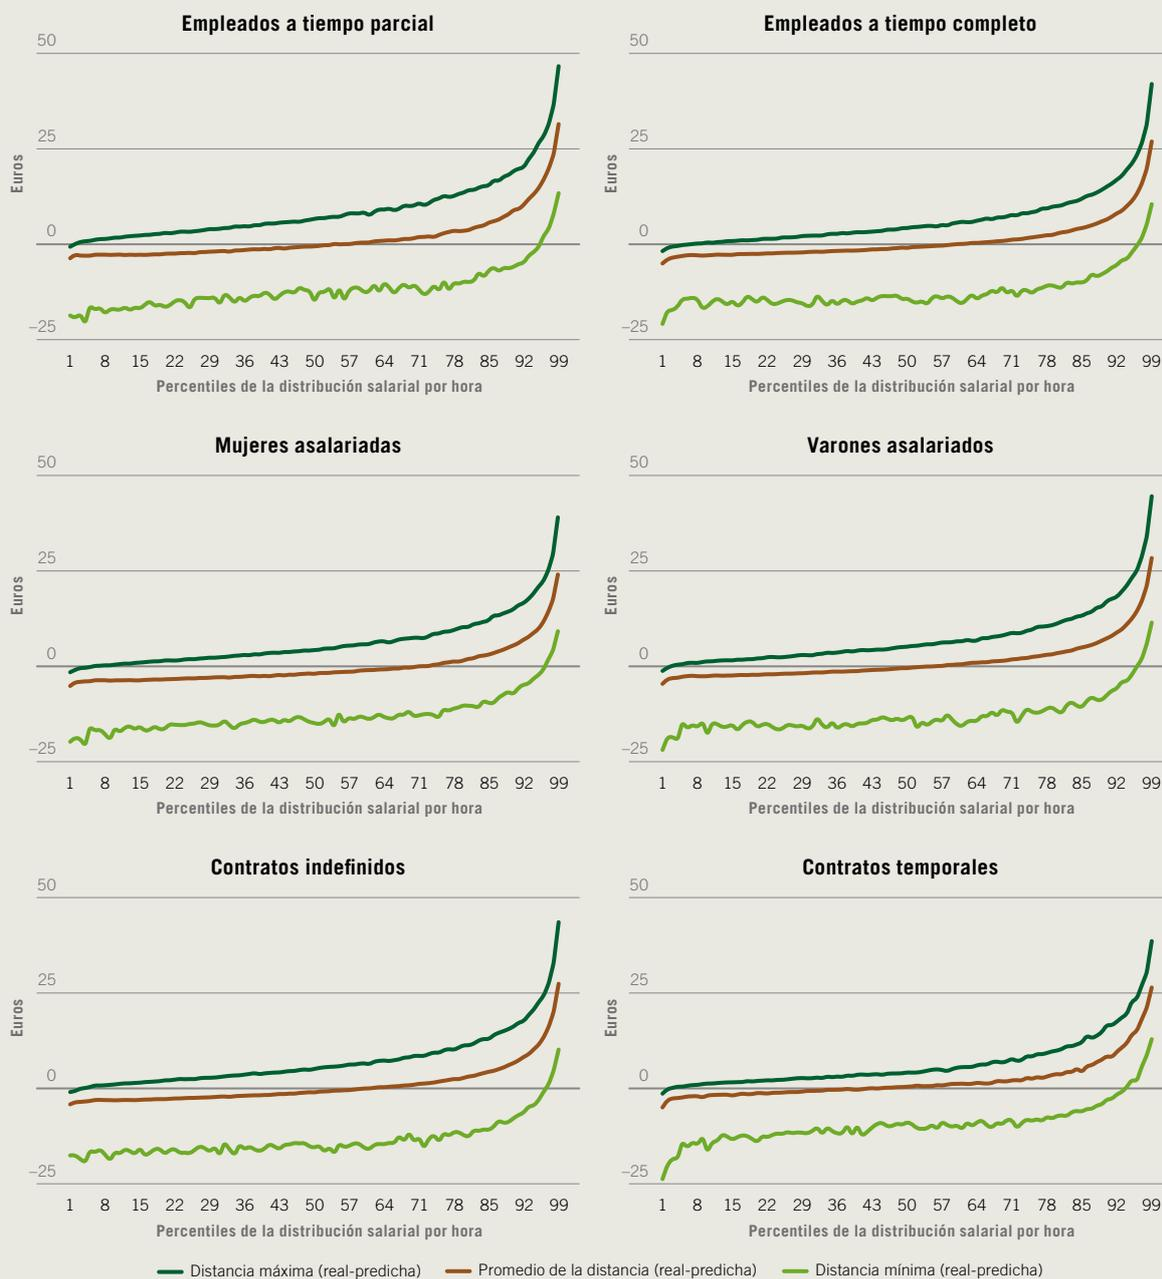 Empleados a tiempo parcial
50
25
0
–25
Euros
1 8 15 22 29 36 43 50 57 64 71 78 85 92 99
Percentiles de la distribución salarial por hora
Empleados a tiempo completo
50
25
0
–25
Euros
1 8 15 22 29 36 43 50 57 64 71 78 85 92 99
Percentiles de la distribución salarial por hora
Mujeres asalariadas
50
25
0
–25
Euros
1 8 15 22 29 36 43 50 57 64 71 78 85 92 99
Percentiles de la distribución salarial por hora
Varones asalariados
50
25
0
–25
Euros
1 8 15 22 29 36 43 50 57 64 71 78 85 92 99
Percentiles de la distribución salarial por hora
Contratos indefinidos
50
25
0
–25
Euros
1 8 15 22 29 36 43 50 57 64 71 78 85 92 99
Percentiles de la distribución salarial por hora
Contratos temporales
50
25
0
–25
Euros
1 8 15 22 29 36 43 50 57 64 71 78 85 92 99
Percentiles de la distribución salarial por hora
Distancia máxima (real-predicha) Promedio de la distancia (real-predicha) Distancia mínima (real-predicha)